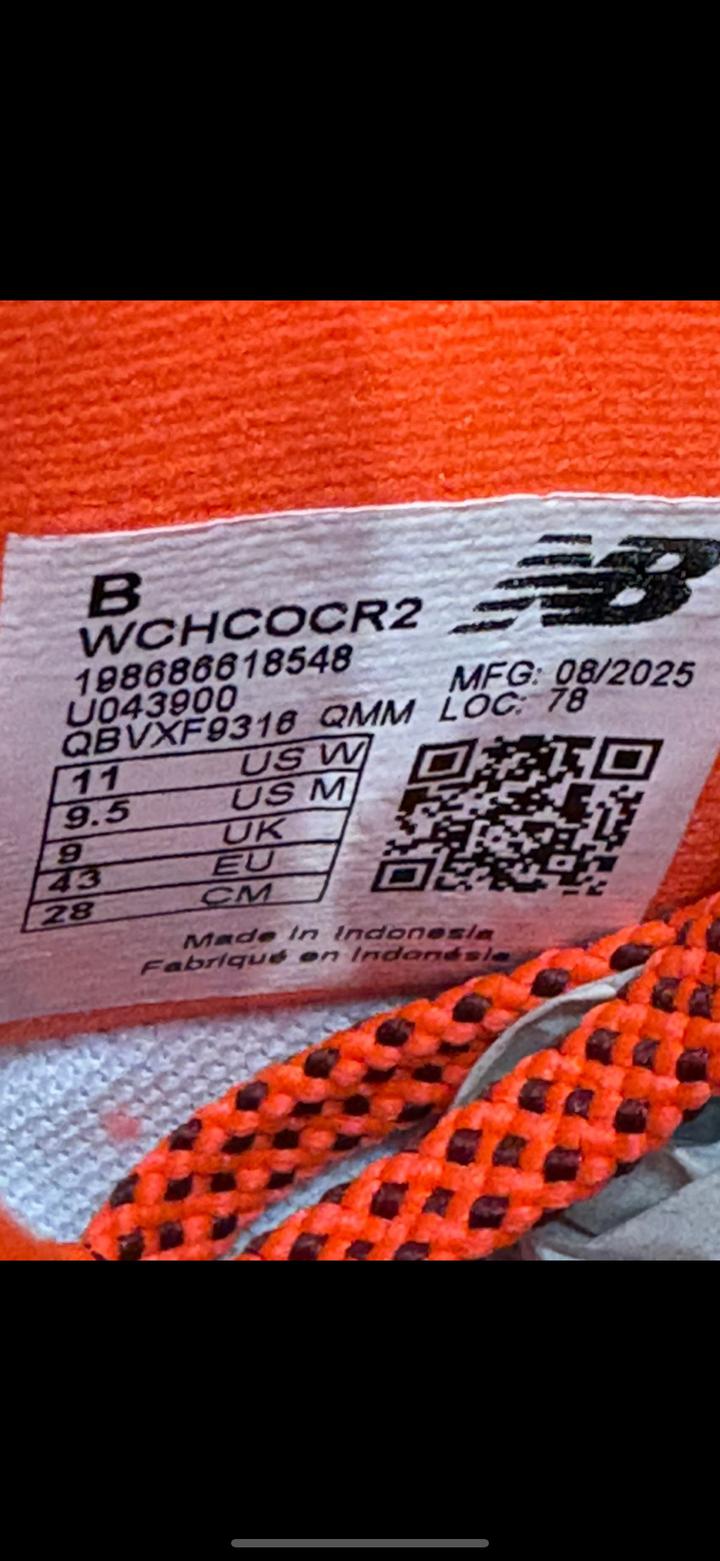 B
WCHCOCR2
198686618548
U043900
QBVXF9316 QMM
MFG: 08/2025
LOC: 78
11 US W
9.5 US M
9 UK
43 EU
28 CM
Made in Indonesia
Fabriqué en Indonésie
NB